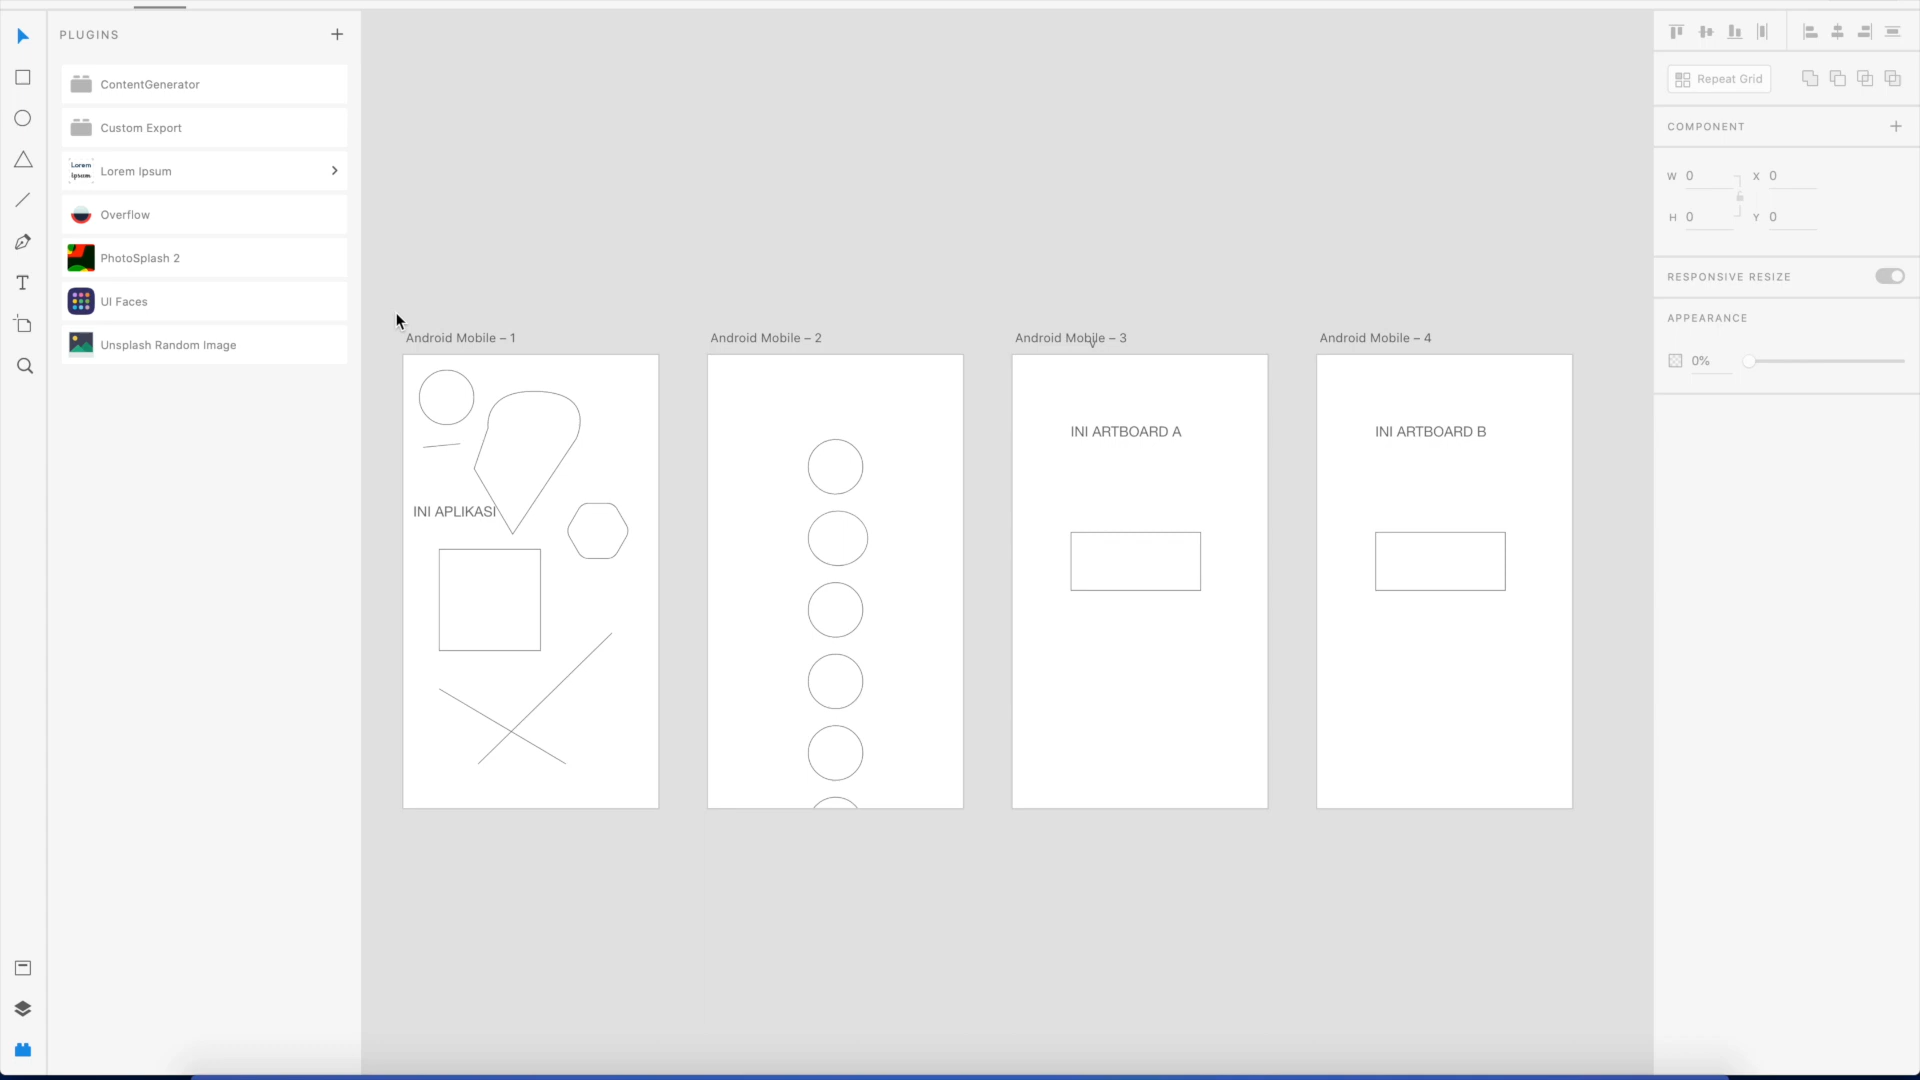 PLUGINS
ContentGenerator
Custom Export
Lorem
Ipsum
Lorem Ipsum
Overflow
PhotoSplash 2
UI Faces
Unsplash Random Image
Android Mobile – 1
INI APLIKASI
Android Mobile – 2
Android Mobile – 3
INI ARTBOARD A
Android Mobile – 4
INI ARTBOARD B
Repeat Grid
COMPONENT
W 0 X 0
H 0 Y 0
RESPONSIVE RESIZE
APPEARANCE
0%